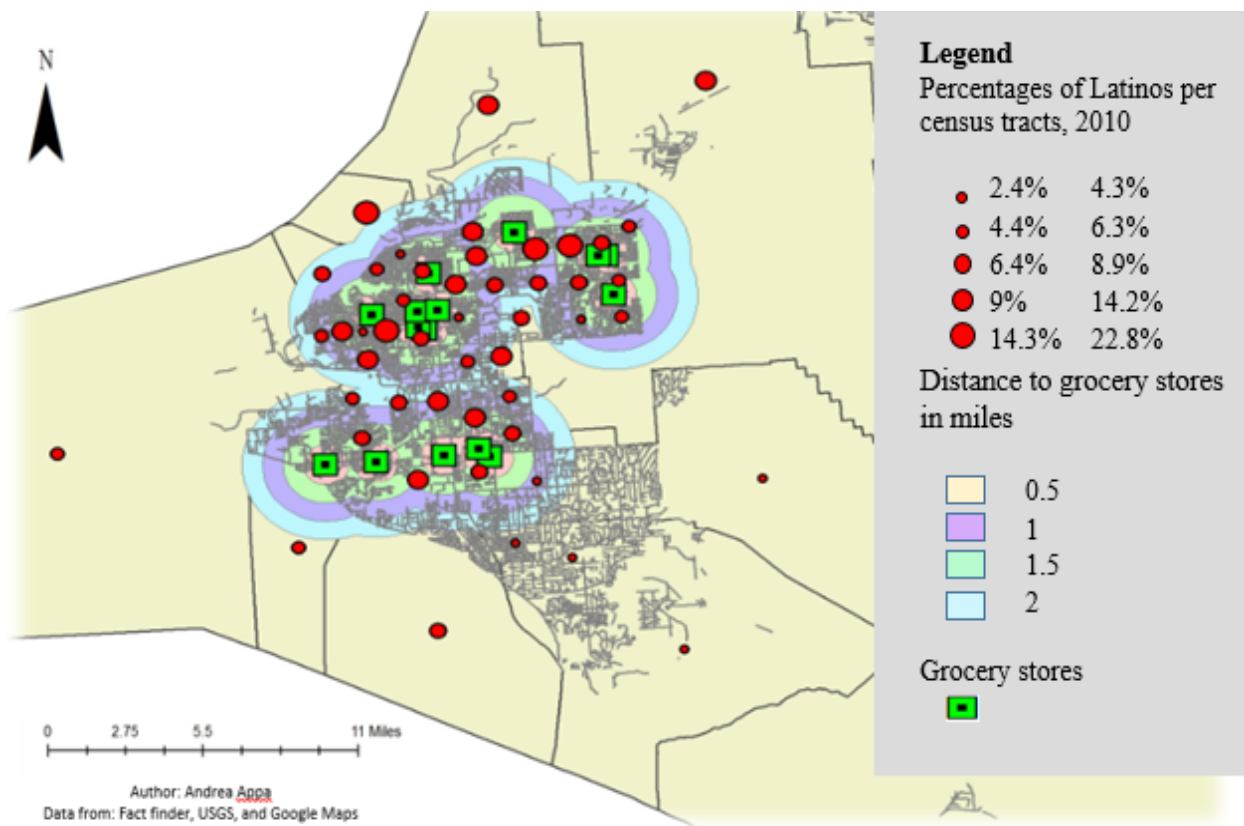 N
Legend
Percentages of Latinos per
census tracts, 2010
2.4% 4.3%
4.4% 6.3%
6.4% 8.9%
9% 14.2%
14.3% 22.8%
Distance to grocery stores
in miles
0.5
1
1.5
2
Grocery stores
0 2.75 5.5 11 Miles
Author: Andrea Appa
Data from: Fact finder, USGS, and Google Maps